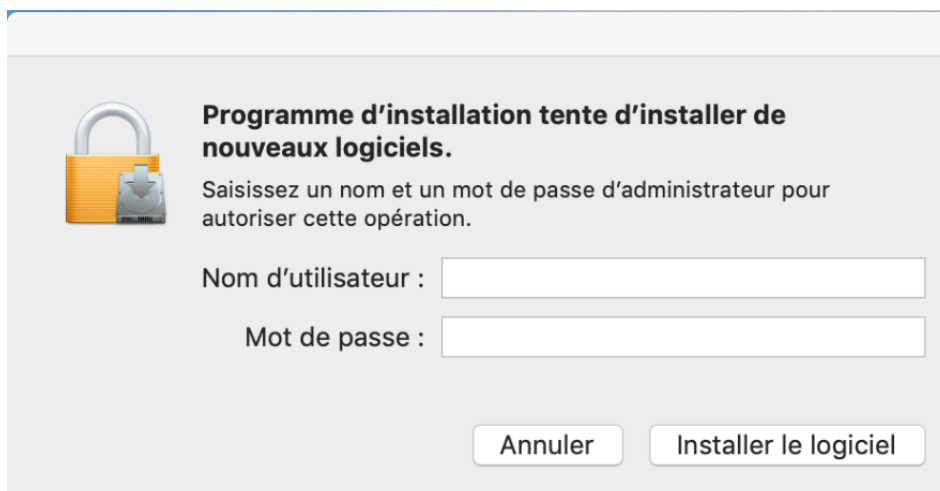 Programme d’installation tente d’installer de
nouveaux logiciels.
Saisissez un nom et un mot de passe d’administrateur pour
autoriser cette opération.
Nom d’utilisateur :
Mot de passe :
Annuler
Installer le logiciel